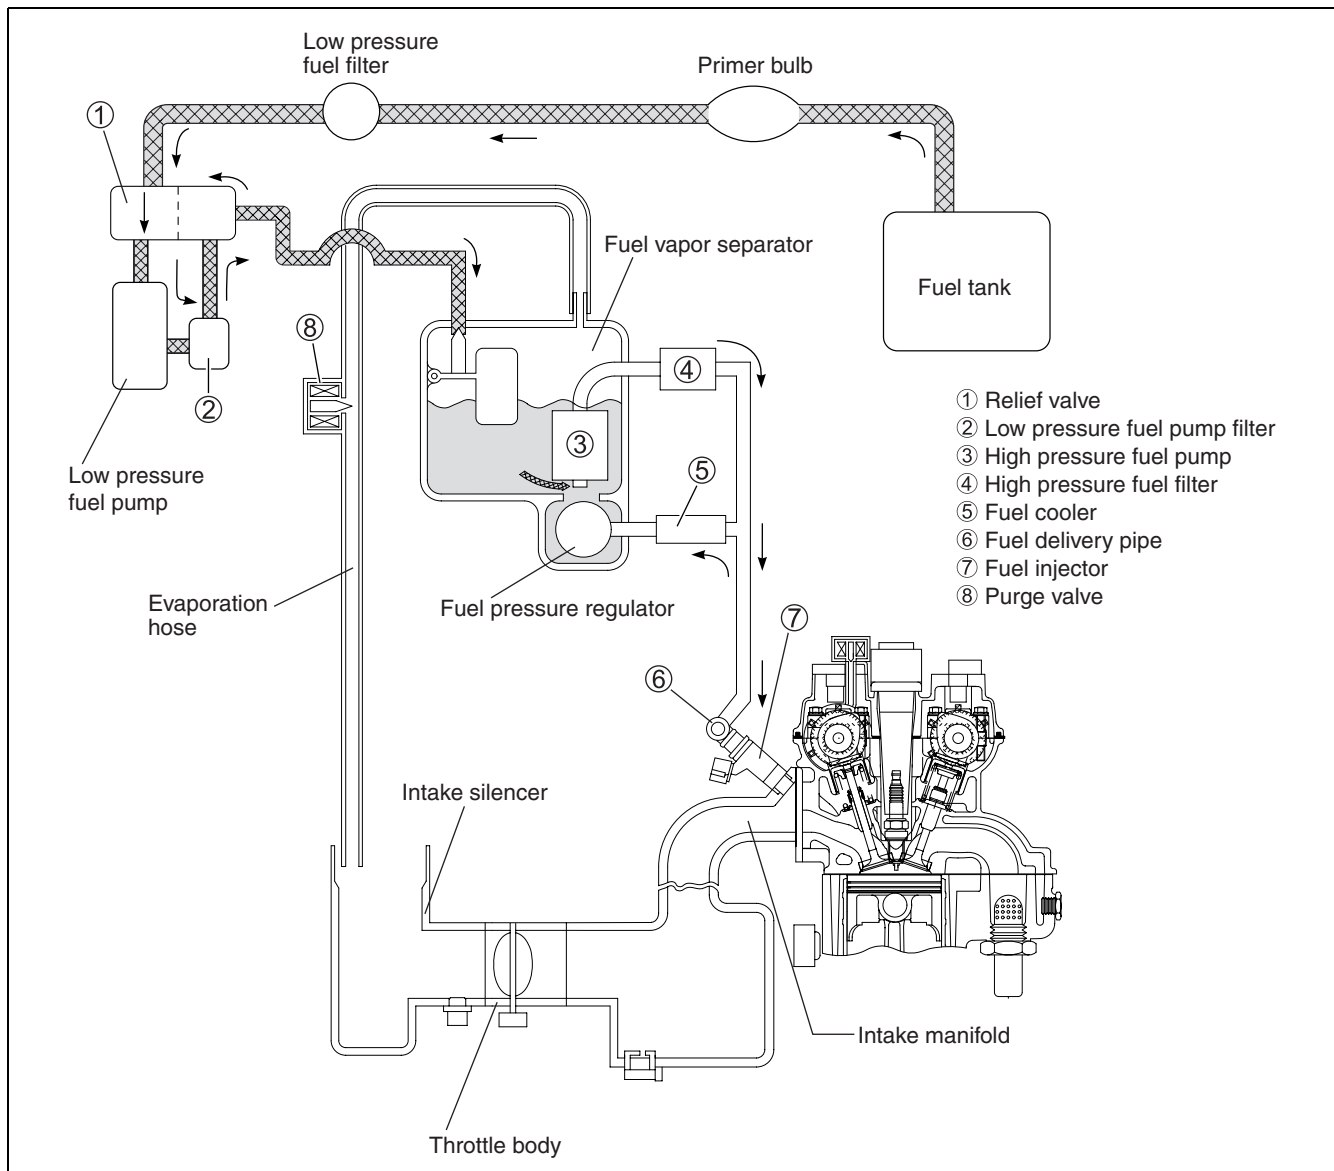 Low pressure
fuel filter
Primer bulb
①
Fuel vapor separator
Fuel tank
⑧
④
②
③
⑤
Low pressure
fuel pump
① Relief valve
② Low pressure fuel pump filter
③ High pressure fuel pump
④ High pressure fuel filter
⑤ Fuel cooler
⑥ Fuel delivery pipe
⑦ Fuel injector
⑧ Purge valve
Evaporation
hose
Fuel pressure regulator
⑦
⑥
Intake silencer
Intake manifold
Throttle body